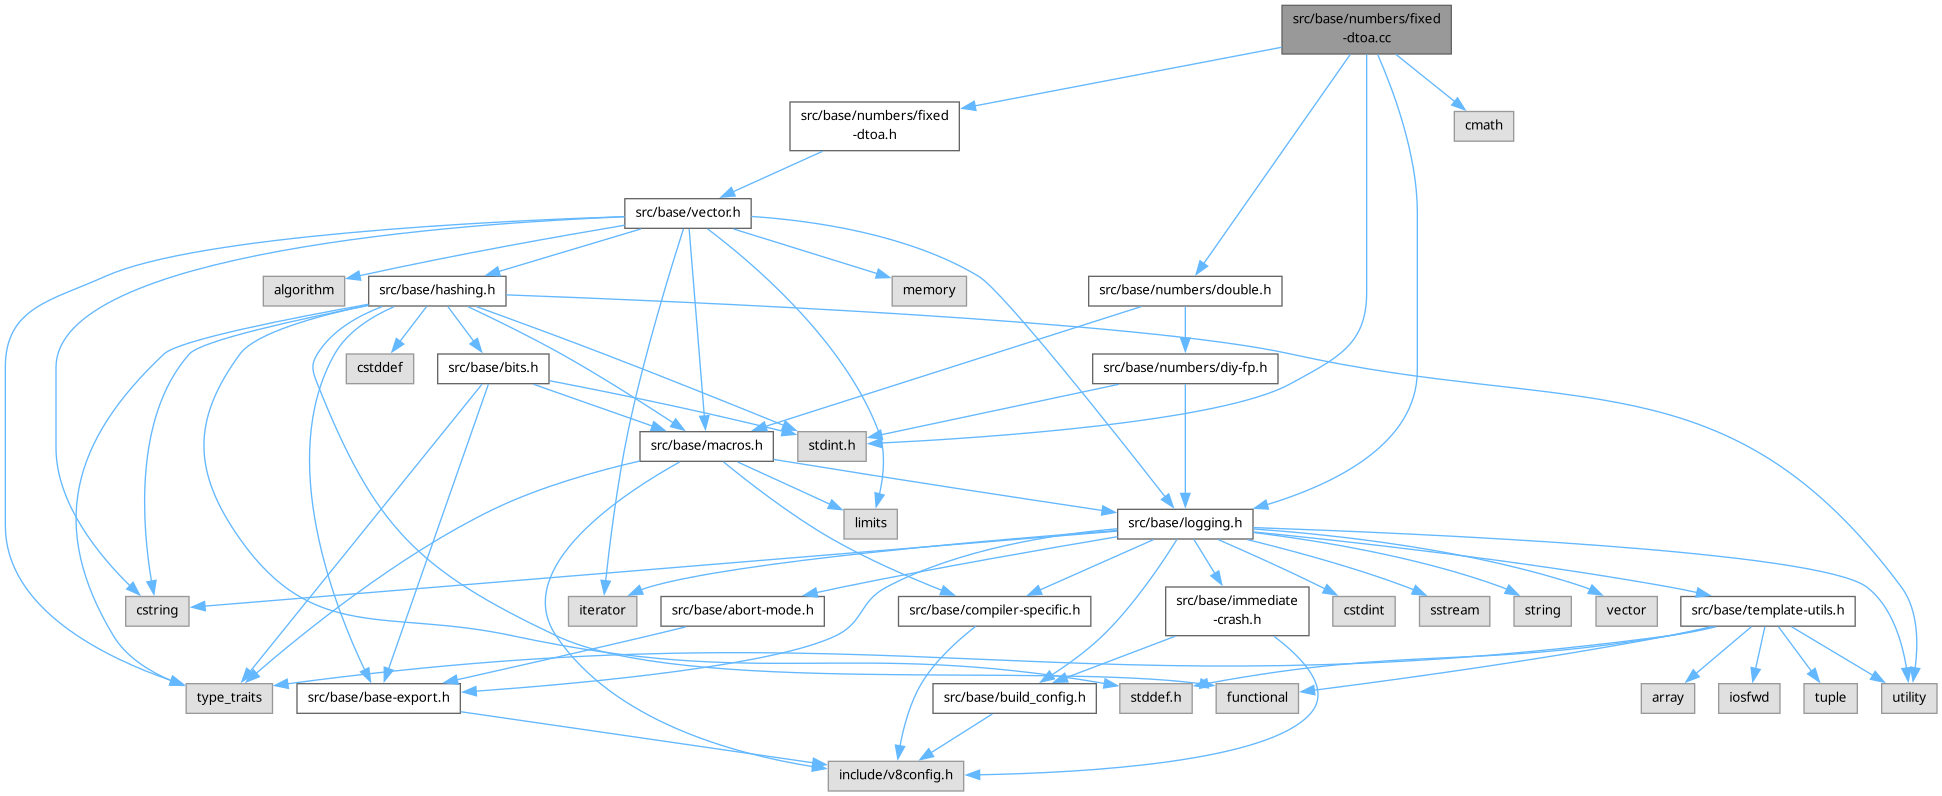 src/base/numbers/fixed
-dtoa.cc
src/base/numbers/fixed
-dtoa.h
cmath
src/base/vector.h
algorithm
src/base/hashing.h
memory
src/base/numbers/double.h
cstddef
src/base/bits.h
src/base/numbers/diy-fp.h
src/base/macros.h
stdint.h
limits
src/base/logging.h
cstring
iterator
src/base/abort-mode.h
src/base/compiler-specific.h
src/base/immediate
-crash.h
cstdint
sstream
string
vector
src/base/template-utils.h
type_traits
src/base/base-export.h
src/base/build_config.h
stddef.h
functional
array
iosfwd
tuple
utility
include/v8config.h